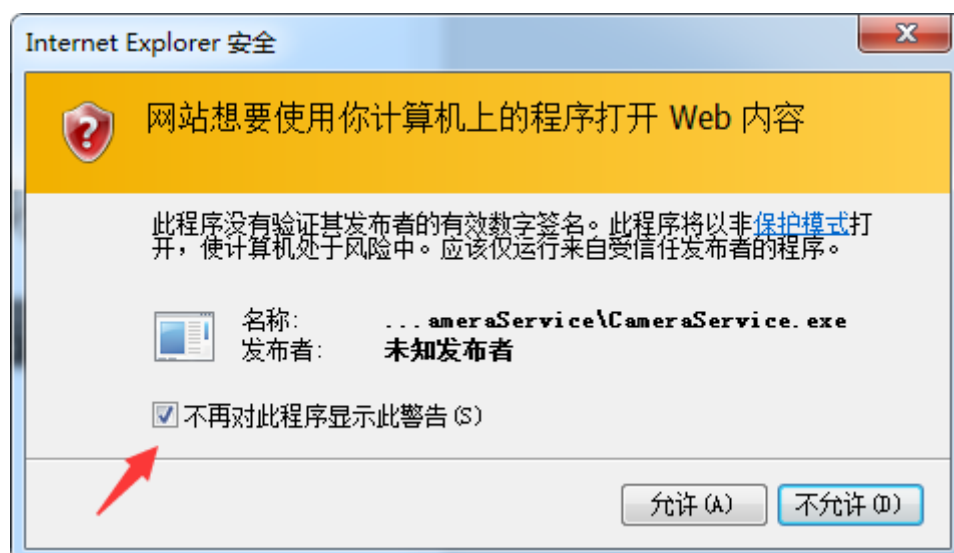 Internet Explorer 安全
网站想要使用你计算机上的程序打开 Web 内容
此程序没有验证其发布者的有效数字签名。此程序将以非保护模式打
开，使计算机处于风险中。应该仅运行来自受信任发布者的程序。
名称: ...ameraService\CameraService.exe
发布者: 未知发布者
不再对此程序显示此警告(S)
允许(A) 不允许(D)